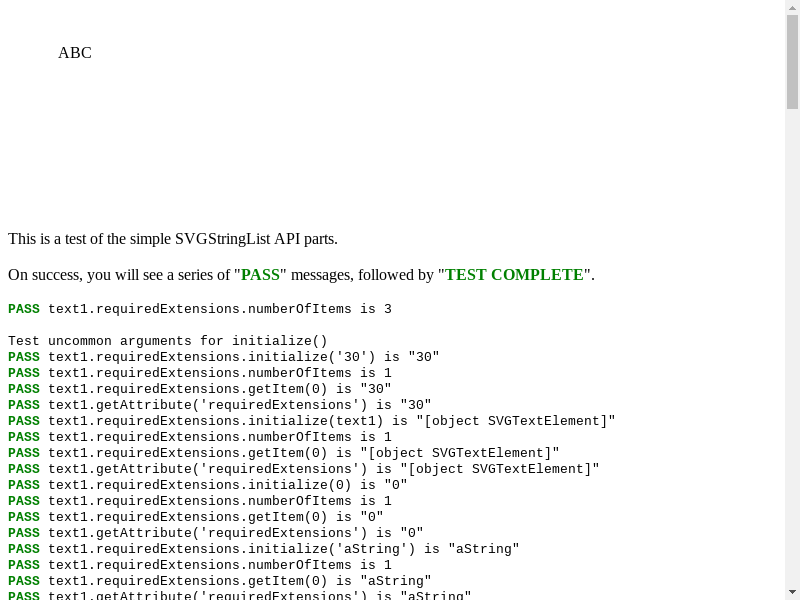 ABC
This is a test of the simple SVGStringList API parts.
On success, you will see a series of "PASS" messages, followed by "TEST COMPLETE".
PASS text1.requiredExtensions.numberOfItems is 3
Test uncommon arguments for initialize()
PASS text1.requiredExtensions.initialize('30') is "30"
PASS text1.requiredExtensions.numberOfItems is 1
PASS text1.requiredExtensions.getItem(0) is "30"
PASS text1.getAttribute('requiredExtensions') is "30"
PASS text1.requiredExtensions.initialize(text1) is "[object SVGTextElement]"
PASS text1.requiredExtensions.numberOfItems is 1
PASS text1.requiredExtensions.getItem(0) is "[object SVGTextElement]"
PASS text1.getAttribute('requiredExtensions') is "[object SVGTextElement]"
PASS text1.requiredExtensions.initialize(0) is "0"
PASS text1.requiredExtensions.numberOfItems is 1
PASS text1.requiredExtensions.getItem(0) is "0"
PASS text1.getAttribute('requiredExtensions') is "0"
PASS text1.requiredExtensions.initialize('aString') is "aString"
PASS text1.requiredExtensions.numberOfItems is 1
PASS text1.requiredExtensions.getItem(0) is "aString"
PASS text1.getAttribute('requiredExtensions') is "aString"